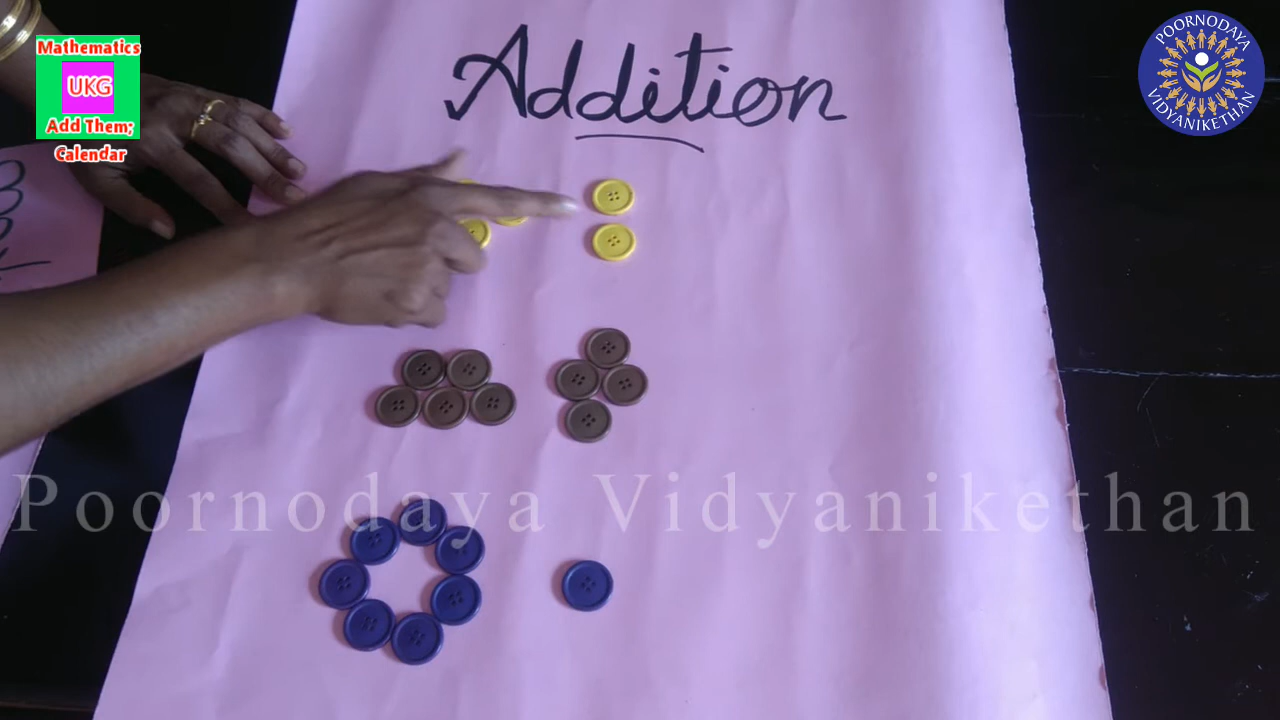 Mathematics
UKG
Add Them;
Calendar
Addition
POORNODAYA
VIDYANIKETHAN
Poornodaya Vidyanikethan